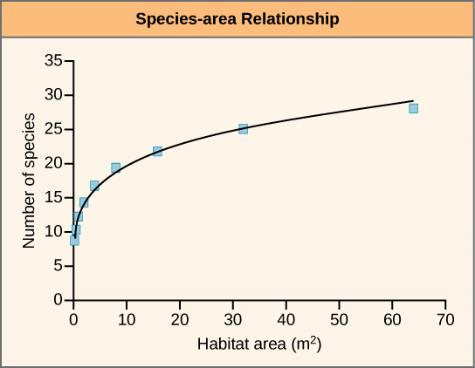 Species-area Relationship
35
30
25
20
15
10
5
0
Number of species
0 10 20 30 40 50 60 70
Habitat area (m²)